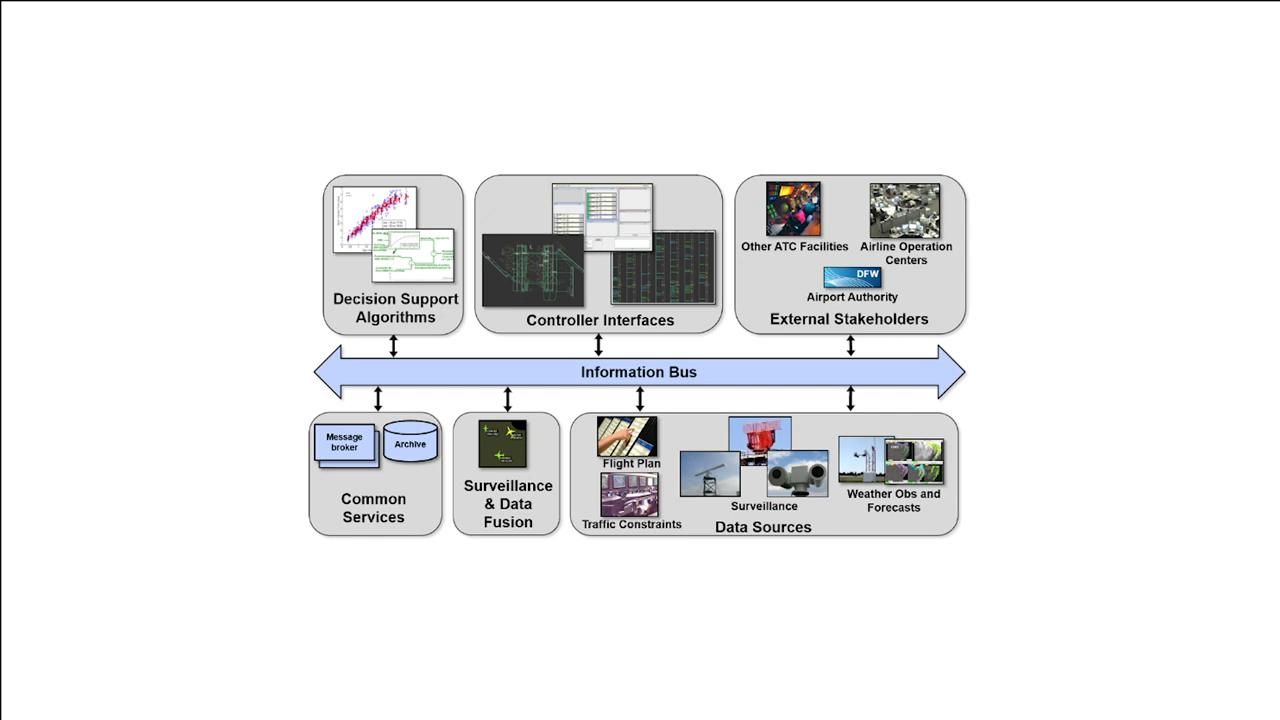 Decision Support
Algorithms
Controller Interfaces
Other ATC Facilities
Airline Operation
Centers
DFW
Airport Authority
External Stakeholders
Information Bus
Message
broker
Archive
Common
Services
Surveillance
& Data
Fusion
Flight Plan
Traffic Constraints
Surveillance
Weather Obs and
Forecasts
Data Sources